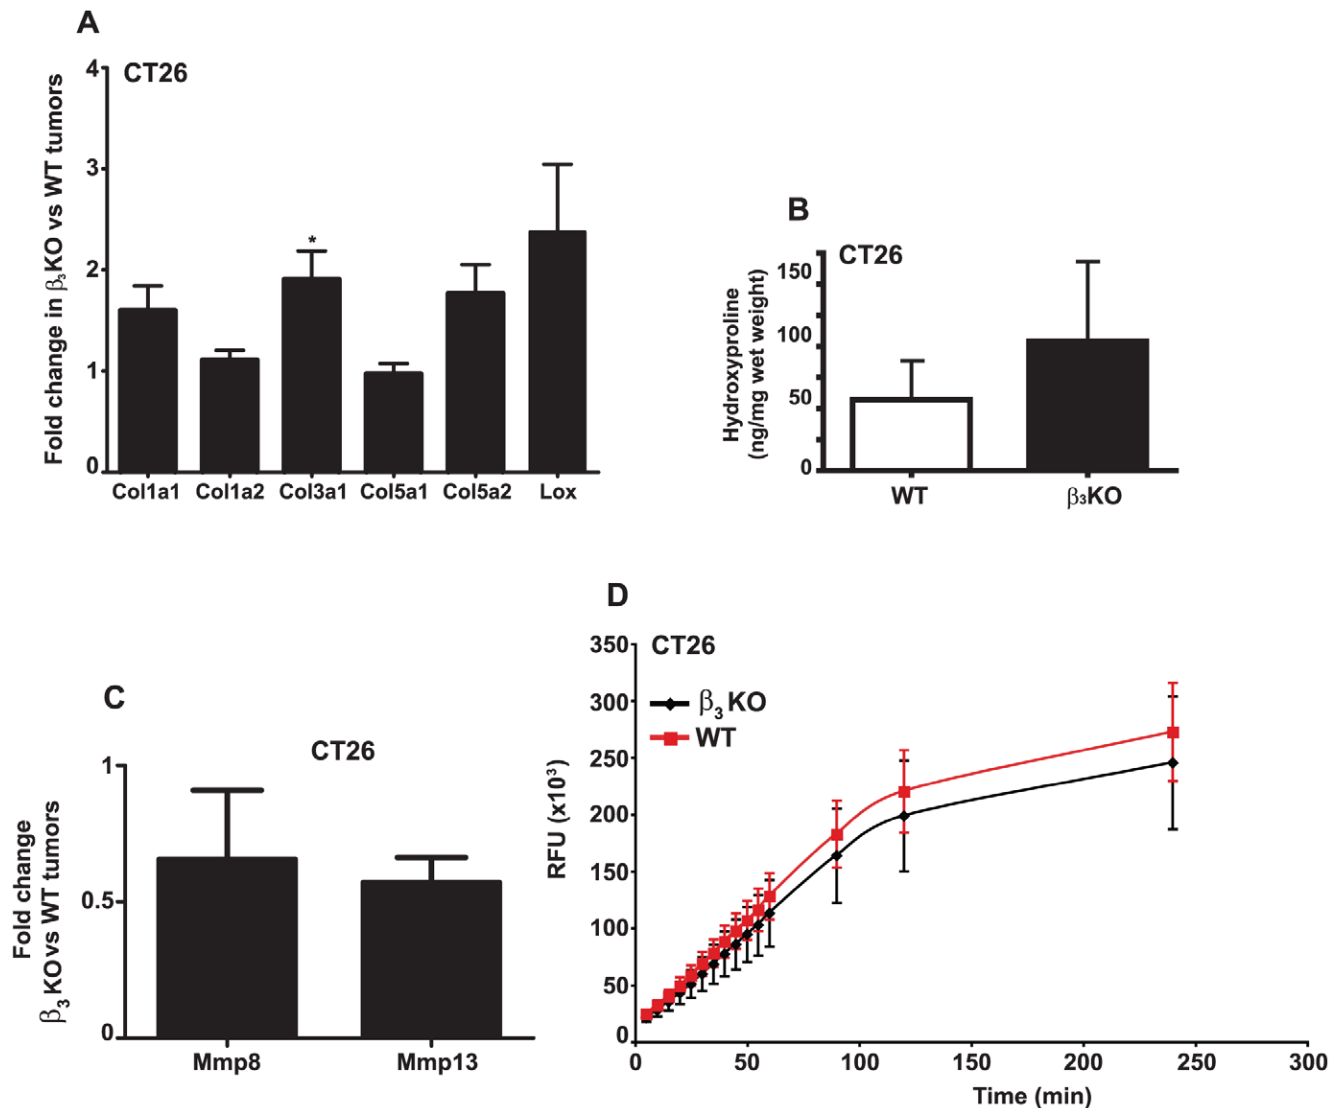 A
CT26
Fold change in β₃KO vs WT tumors
4
3
2
1
0
*
Col1a1 Col1a2 Col3a1 Col5a1 Col5a2 Lox
B
CT26
Hydroxyproline
(ng/mg wet weight)
150
100
50
0
WT β₃KO
C
CT26
Fold change
β₃ KO vs WT tumors
1
0.5
0
Mmp8 Mmp13
D
CT26
β₃ KO
WT
RFU (x10³)
350
300
250
200
150
100
50
0
0 50 100 150 200 250 300
Time (min)